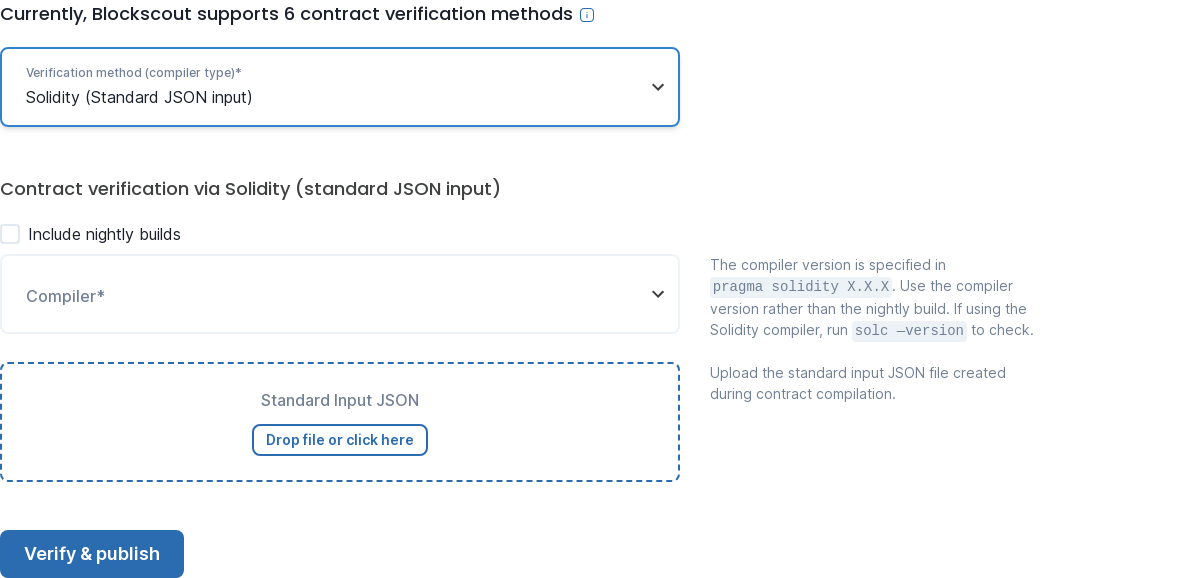 Currently, Blockscout supports 6 contract verification methods
Verification method (compiler type)*
Solidity (Standard JSON input)
Contract verification via Solidity (standard JSON input)
Include nightly builds
Compiler*
The compiler version is specified in
pragma solidity X.X.X. Use the compiler
version rather than the nightly build. If using the
Solidity compiler, run solc —version to check.
Standard Input JSON
Drop file or click here
Upload the standard input JSON file created
during contract compilation.
Verify & publish